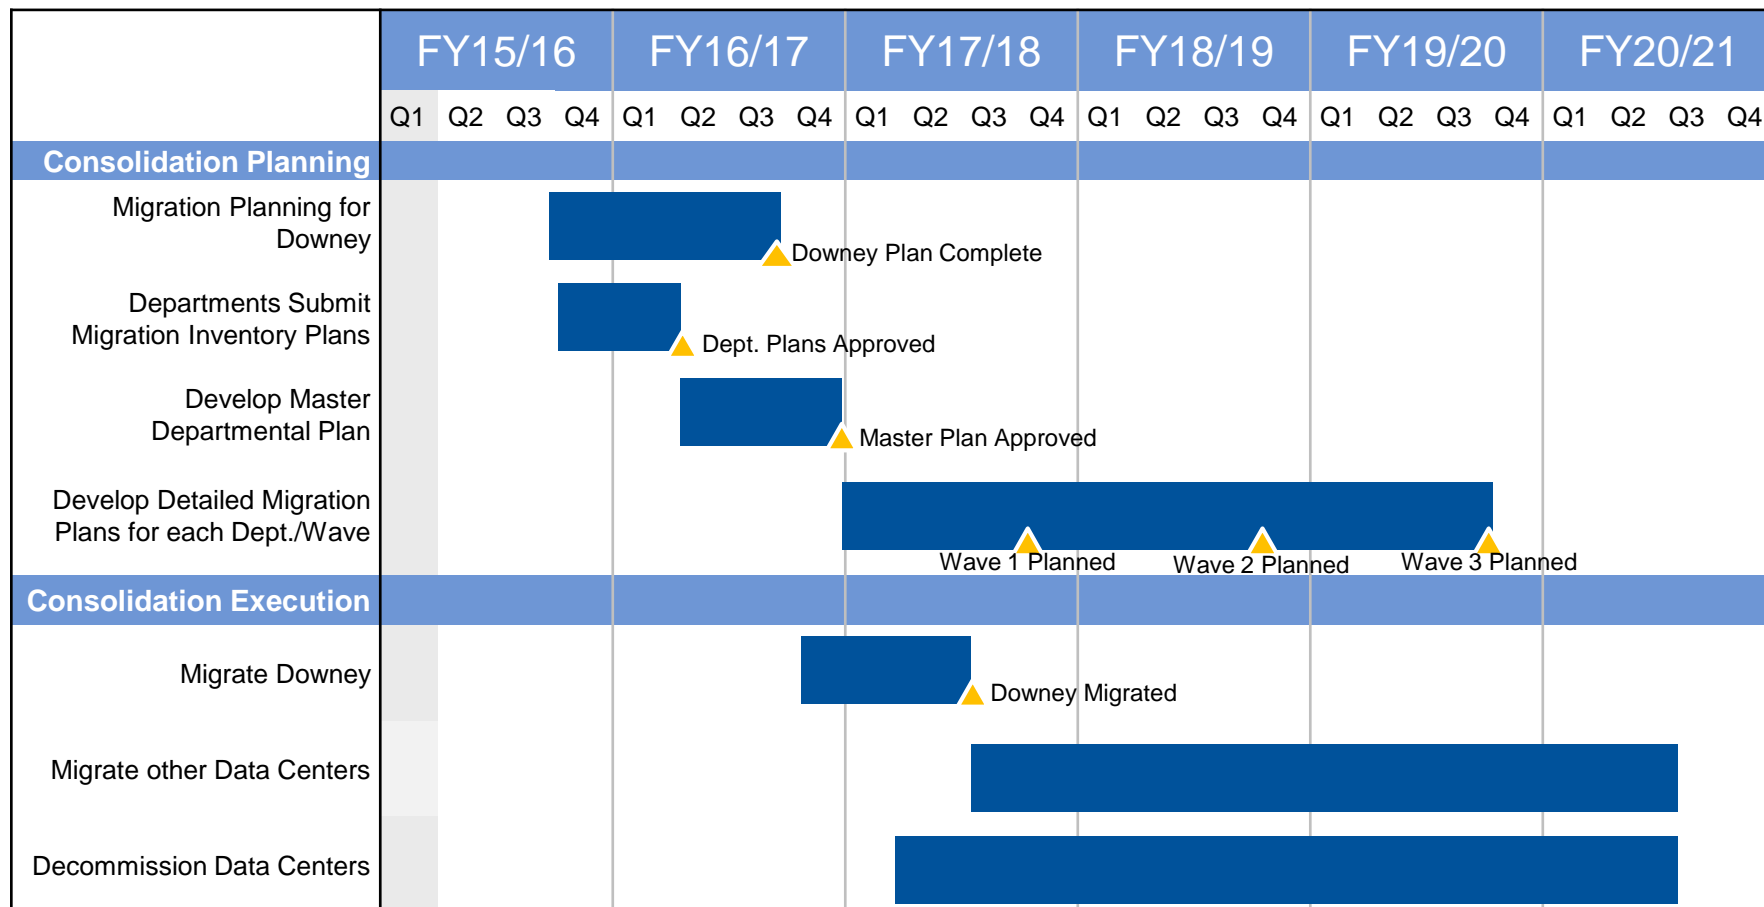 FY15/16 FY16/17 FY17/18 FY18/19 FY19/20 FY20/21
Q1 Q2 Q3 Q4 Q1 Q2 Q3 Q4 Q1 Q2 Q3 Q4 Q1 Q2 Q3 Q4 Q1 Q2 Q3 Q4 Q1 Q2 Q3 Q4
Consolidation Planning
Migration Planning for
Downey
Downey Plan Complete
Departments Submit
Migration Inventory Plans
Dept. Plans Approved
Develop Master
Departmental Plan
Master Plan Approved
Develop Detailed Migration
Plans for each Dept./Wave
Wave 1 Planned Wave 2 Planned Wave 3 Planned
Consolidation Execution
Migrate Downey
Downey Migrated
Migrate other Data Centers
Decommission Data Centers